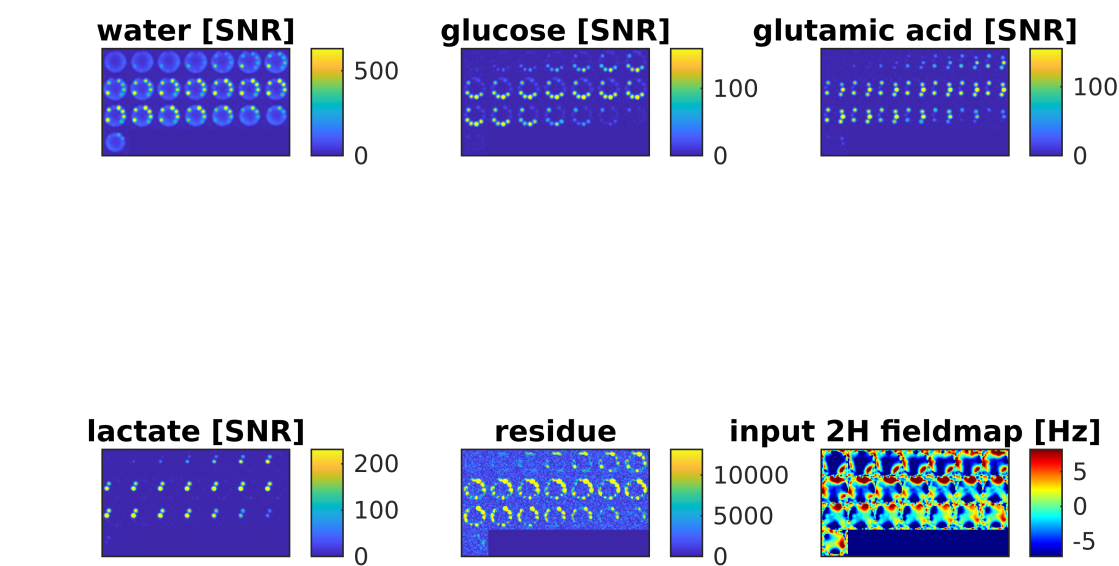 water [SNR]
500
0
glucose [SNR]
100
0
glutamic acid [SNR]
100
0
lactate [SNR]
200
100
0
residue
10000
5000
0
input 2H fieldmap [Hz]
5
0
-5